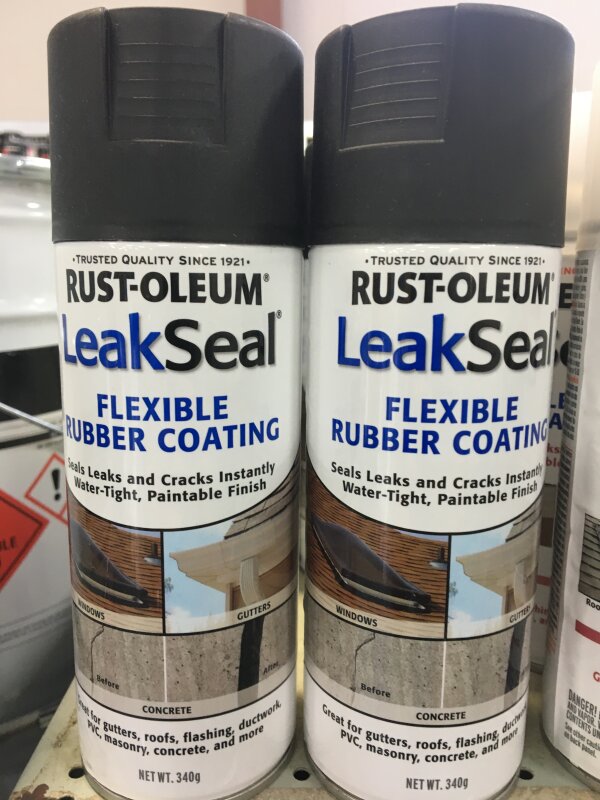 •TRUSTED QUALITY SINCE 1921•
RUST-OLEUM®
LeakSeal®
FLEXIBLE
RUBBER COATING
Seals Leaks and Cracks Instantly
Water-Tight, Paintable Finish
WINDOWS
GUTTERS
Before
After
CONCRETE
Great for gutters, roofs, flashing, ductwork,
PVC, masonry, concrete, and more
NET WT. 340g
•TRUSTED QUALITY SINCE 1921•
RUST-OLEUM®
LeakSeal
FLEXIBLE
RUBBER COATING
Seals Leaks and Cracks Instantly
Water-Tight, Paintable Finish
WINDOWS
GUTTERS
Before
CONCRETE
Great for gutters, roofs, flashing, ductwork,
PVC, masonry, concrete, and more
NET WT. 340g
DANGER!